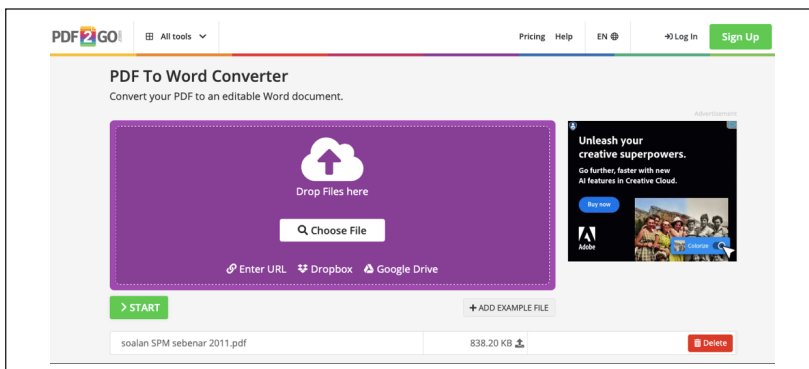 PDF2GO
All tools
Pricing Help EN Log In Sign Up
PDF To Word Converter
Convert your PDF to an editable Word document.
Advertisement
Drop Files here
Choose File
Enter URL Dropbox Google Drive
Unleash your
creative superpowers.
Go further, faster with new
AI features in Creative Cloud.
Buy now
Adobe
Colorize
START
+ ADD EXAMPLE FILE
soalan SPM sebenar 2011.pdf 838.20 KB Delete